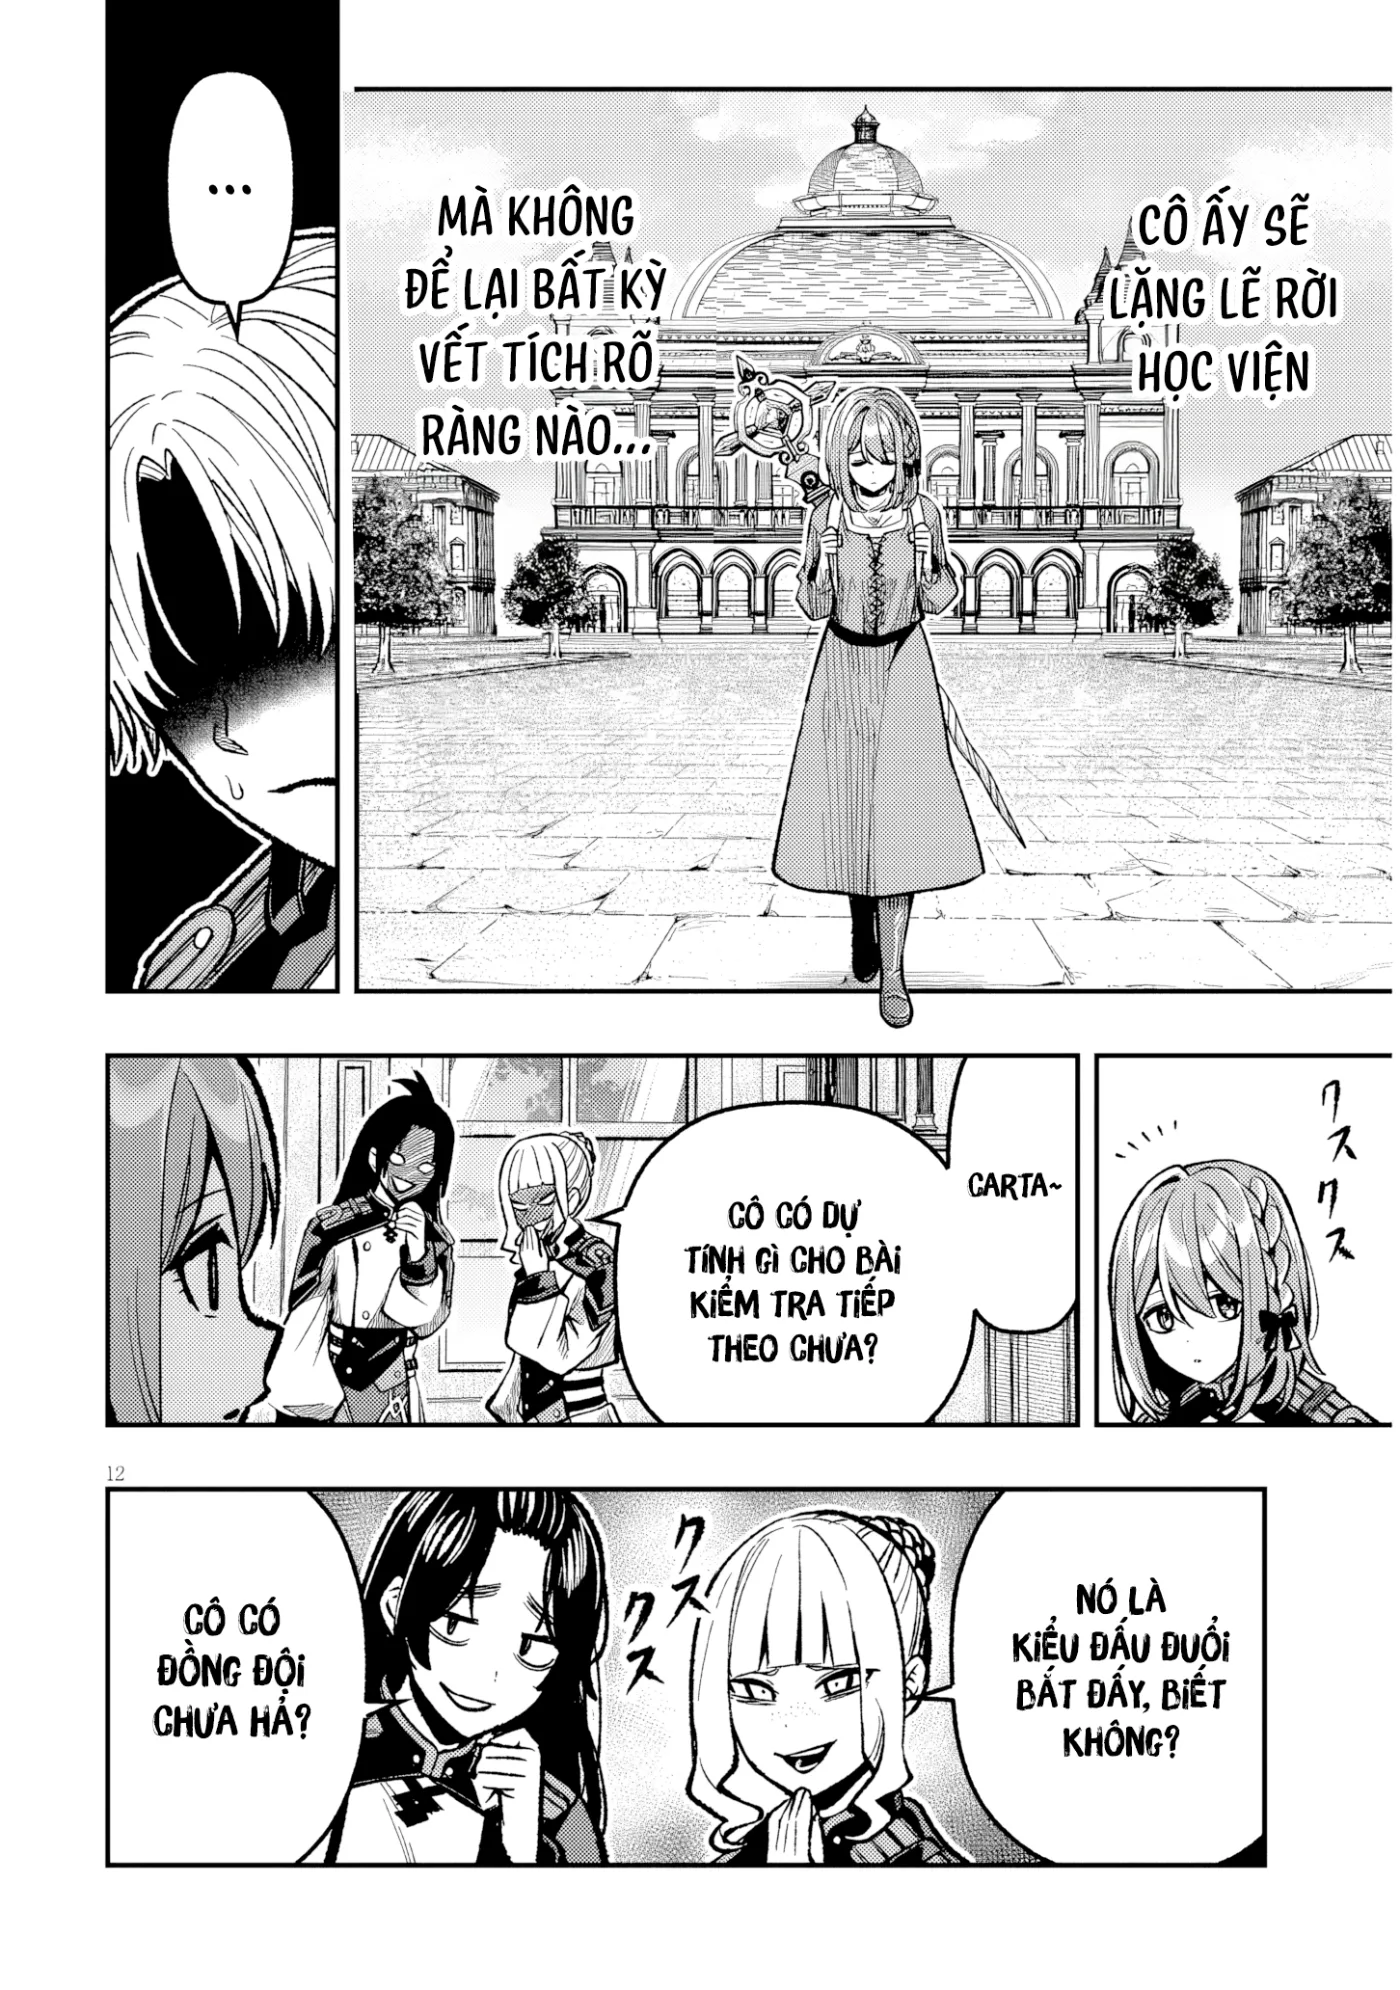 CÔ ẤY SẼ
LẶNG LẼ RỜI
HỌC VIỆN
MÀ KHÔNG
ĐỂ LẠI BẤT KỲ
VẾT TÍCH RÕ
RÀNG NÀO...
...
クスクス
CARTA~
CÔ CÓ DỰ
TÍNH GÌ CHO BÀI
KIỂM TRA TIẾP
THEO CHƯA?
12
NÓ LÀ
KIỂU ĐẤU ĐUỔI
BẮT ĐẤY, BIẾT
KHÔNG?
クス
クス
CÔ CÓ
ĐỒNG ĐỘI
CHƯA HẢ?